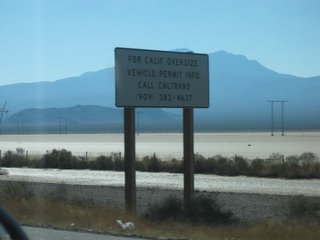 FOR CALIF OVERSIZE
VEHICLE PERMIT INFO
CALL CALTRANS
(909) 383-4637